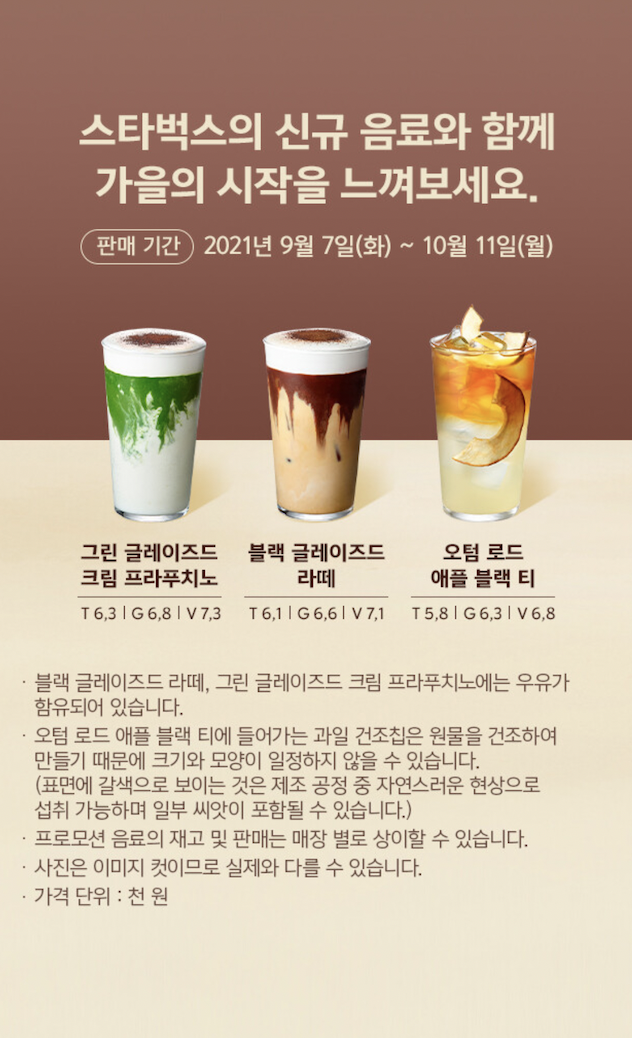 스타벅스의 신규 음료와 함께
가을의 시작을 느껴보세요.
판매 기간 2021년 9월 7일(화) ~ 10월 11일(월)
그린 글레이즈드
크림 프라푸치노
T 6,3 | G 6,8 | V 7,3
블랙 글레이즈드
라떼
T 6,1 | G 6,6 | V 7,1
오텀 로드
애플 블랙 티
T 5,8 | G 6,3 | V 6,8
· 블랙 글레이즈드 라떼, 그린 글레이즈드 크림 프라푸치노에는 우유가
함유되어 있습니다.
· 오텀 로드 애플 블랙 티에 들어가는 과일 건조칩은 원물을 건조하여
만들기 때문에 크기와 모양이 일정하지 않을 수 있습니다.
(표면에 갈색으로 보이는 것은 제조 공정 중 자연스러운 현상으로
섭취 가능하며 일부 씨앗이 포함될 수 있습니다.)
· 프로모션 음료의 재고 및 판매는 매장 별로 상이할 수 있습니다.
· 사진은 이미지 컷이므로 실제와 다를 수 있습니다.
· 가격 단위 : 천 원